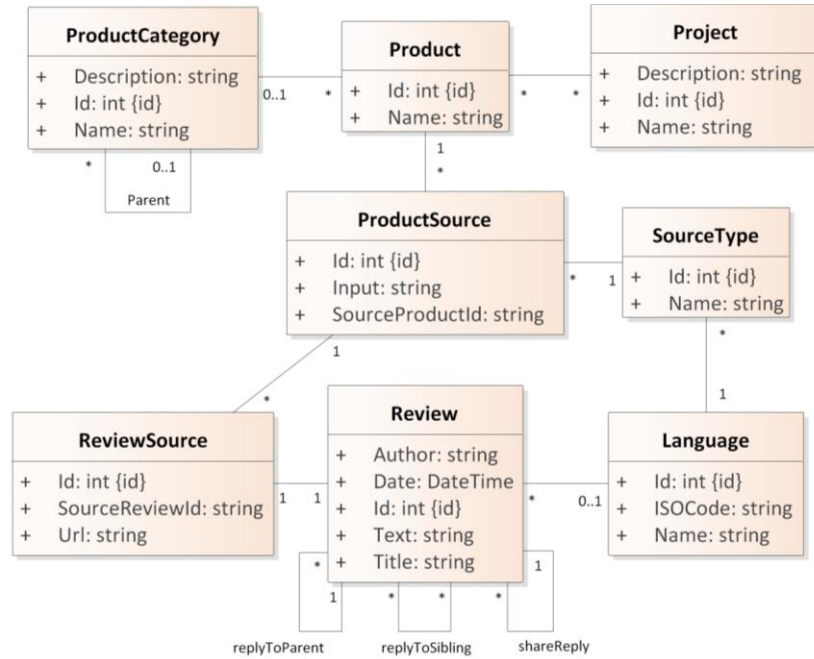 ProductCategory
+ Description: string
+ Id: int {id}
+ Name: string
0..1
*
Product
+ Id: int {id}
+ Name: string
*
*
Project
+ Description: string
+ Id: int {id}
+ Name: string
*
0..1
Parent
1
*
ProductSource
+ Id: int {id}
+ Input: string
+ SourceProductId: string
*
1
SourceType
+ Id: int {id}
+ Name: string
1
*
*
1
ReviewSource
+ Id: int {id}
+ SourceReviewId: string
+ Url: string
1
1
Review
+ Author: string
+ Date: DateTime
+ Id: int {id}
+ Text: string
+ Title: string
*
0..1
Language
+ Id: int {id}
+ ISOCode: string
+ Name: string
*
1
*
*
*
1
replyToParent
replyToSibling
shareReply